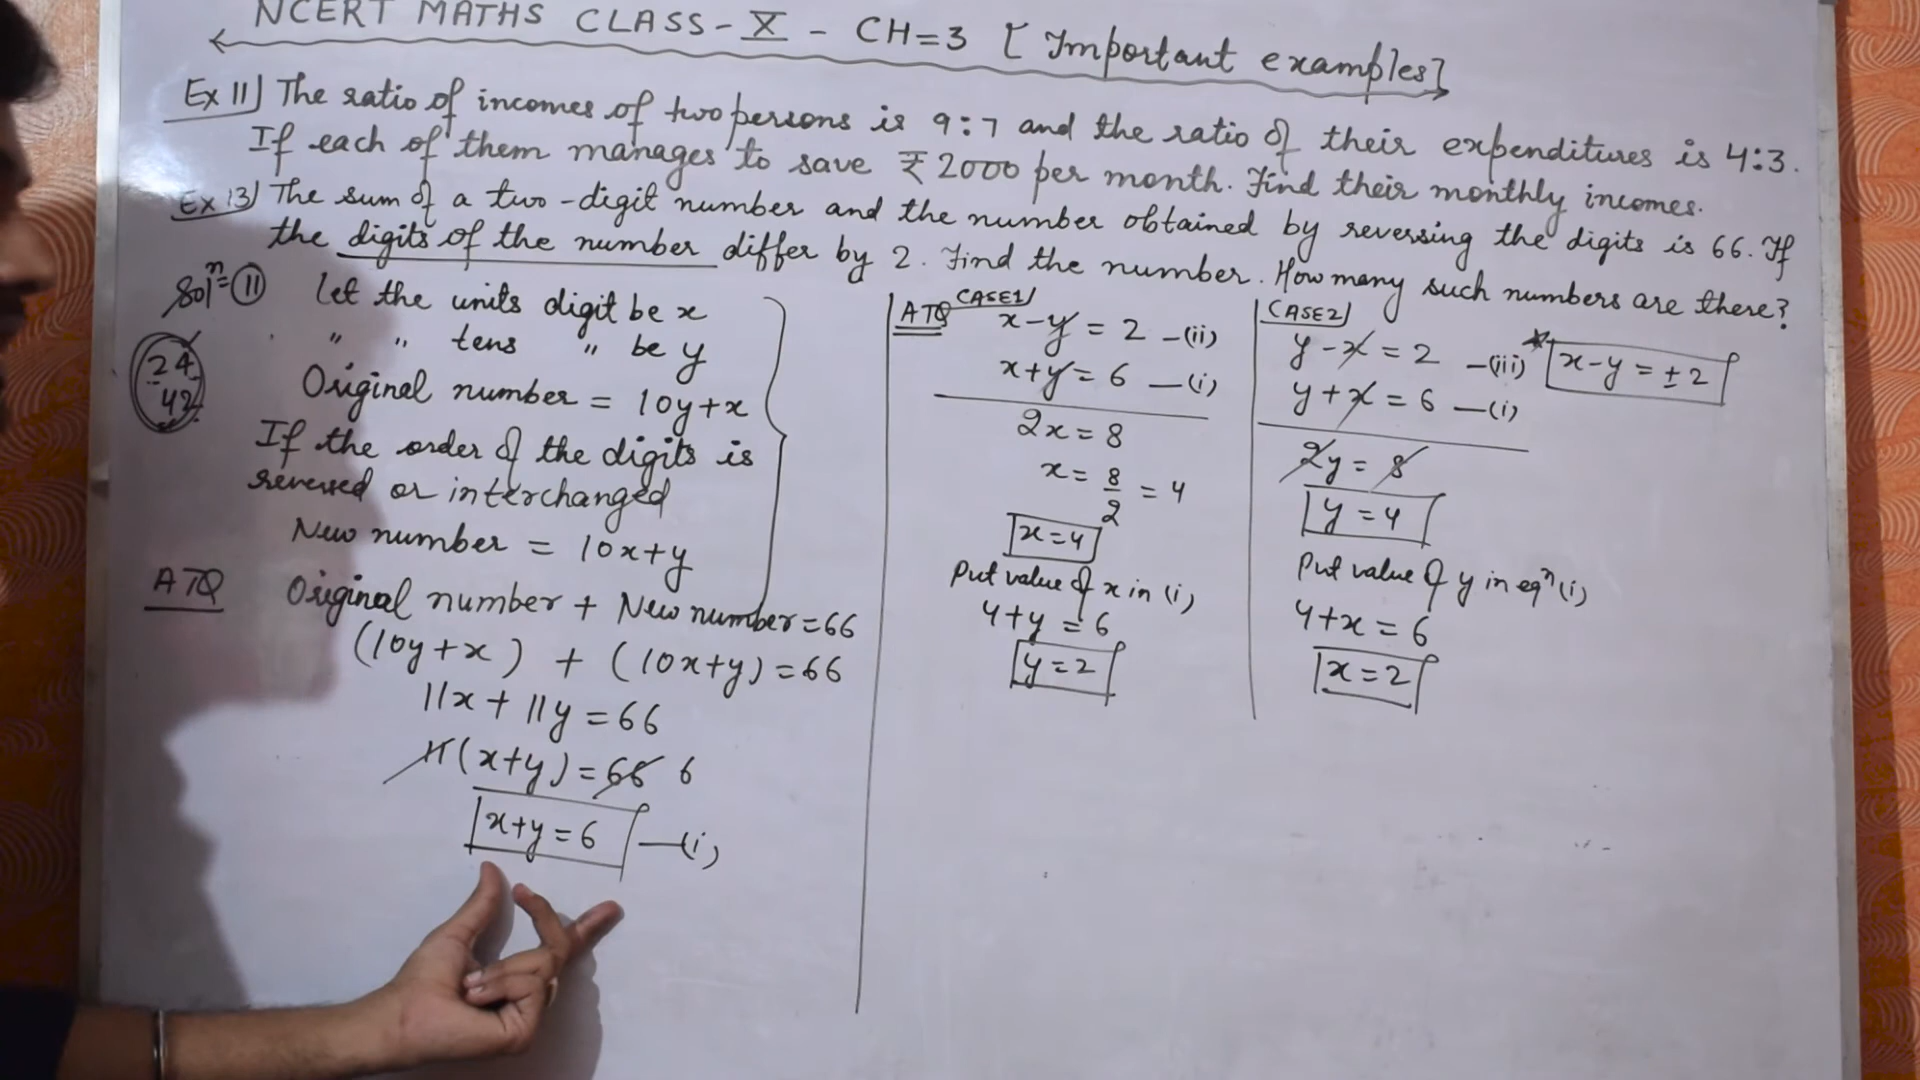 NCERT MATHS CLASS-X - CH=3 [Important examples]
Ex 11) The ratio of incomes of two persons is 9:7 and the ratio of their expenditures is 4:3.
If each of them manages to save ₹2000 per month. Find their monthly incomes.
Ex 13) The sum of a two-digit number and the number obtained by reversing the digits is 66. If
the digits of the number differ by 2. Find the number. How many such numbers are there?
Solⁿ= (11) Let the units digit be x
" " tens " be y
24
42
Original number = 10y+x
If the order of the digits is
reversed or interchanged
New number = 10x+y
ATQ Original number + New number=66
(10y+x) + (10x+y)=66
11x + 11y = 66
11(x+y) = 66 6
x+y = 6 —(i)
ATQ CASE1)
x-y = 2 -(ii)
x+y = 6 —(i)
2x = 8
x = 8/2 = 4
x=4
Put value of x in (i)
4+y = 6
y=2
CASE2)
y-x = 2 -(iii)
y+x = 6 —(i)
2y = 8
y=4
Put value of y in eqⁿ(i)
4+x = 6
x=2
* x-y = ±2